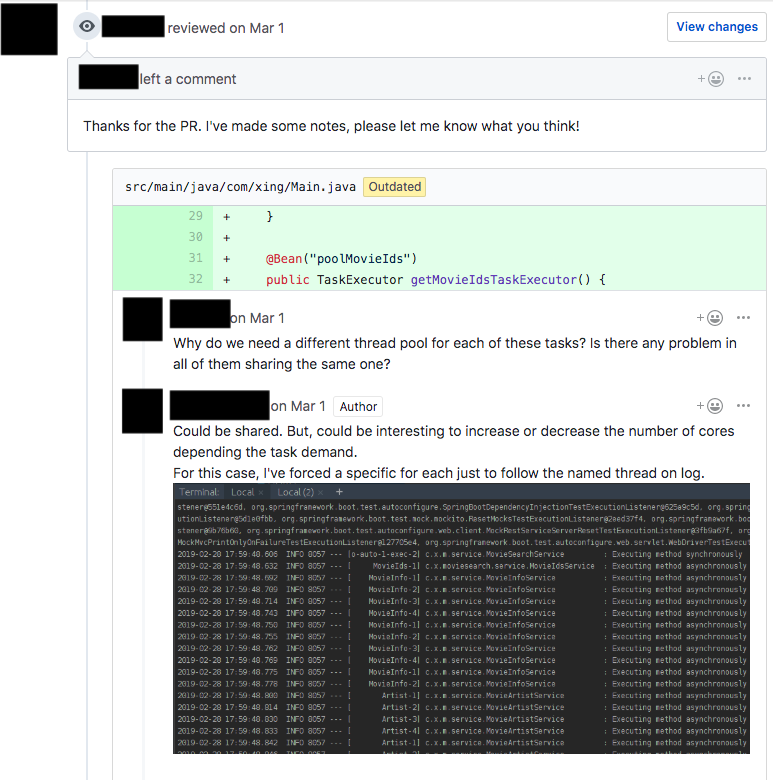 reviewed on Mar 1
View changes
left a comment
Thanks for the PR. I've made some notes, please let me know what you think!
src/main/java/com/xing/Main.java Outdated
29 + }
30 +
31 + @Bean("poolMovieIds")
32 + public TaskExecutor getMovieIdsTaskExecutor() {
on Mar 1
Why do we need a different thread pool for each of these tasks? Is there any problem in
all of them sharing the same one?
on Mar 1 Author
Could be shared. But, could be interesting to increase or decrease the number of cores
depending the task demand.
For this case, I've forced a specific for each just to follow the named thread on log.
Terminal: Local × Local (2) × +
stener@551e4c6d, org.springframework.boot.test.autoconfigure.SpringBootDependencyInjectionTestExecutionListener@625a9c5d, org.spring
utionListener@5d1a0fbb, org.springframework.boot.test.mock.mockito.ResetMocksTestExecutionListener@2aed37f4, org.springframework.boo
stener@9b76b60, org.springframework.boot.test.autoconfigure.web.client.MockRestServiceServerResetTestExecutionListener@3fb9a67f, org
MockMvcPrintOnlyOnFailureTestExecutionListener@127705e4, org.springframework.boot.test.autoconfigure.web.servlet.WebDriverTestExecut
2019-02-28 17:59:48.606 INFO 8057 --- [o-auto-1-exec-2] c.x.m.service.MovieSearchService : Executing method synchronously
2019-02-28 17:59:48.632 INFO 8057 --- [ MovieIds-1] c.x.moviesearch.service.MovieIdsService : Executing method asynchronously
2019-02-28 17:59:48.692 INFO 8057 --- [ MovieInfo-1] c.x.m.service.MovieInfoService : Executing method asynchronously
2019-02-28 17:59:48.709 INFO 8057 --- [ MovieInfo-2] c.x.m.service.MovieInfoService : Executing method asynchronously
2019-02-28 17:59:48.714 INFO 8057 --- [ MovieInfo-3] c.x.m.service.MovieInfoService : Executing method asynchronously
2019-02-28 17:59:48.743 INFO 8057 --- [ MovieInfo-4] c.x.m.service.MovieInfoService : Executing method asynchronously
2019-02-28 17:59:48.750 INFO 8057 --- [ MovieInfo-1] c.x.m.service.MovieInfoService : Executing method asynchronously
2019-02-28 17:59:48.755 INFO 8057 --- [ MovieInfo-2] c.x.m.service.MovieInfoService : Executing method asynchronously
2019-02-28 17:59:48.762 INFO 8057 --- [ MovieInfo-3] c.x.m.service.MovieInfoService : Executing method asynchronously
2019-02-28 17:59:48.769 INFO 8057 --- [ MovieInfo-4] c.x.m.service.MovieInfoService : Executing method asynchronously
2019-02-28 17:59:48.775 INFO 8057 --- [ MovieInfo-1] c.x.m.service.MovieInfoService : Executing method asynchronously
2019-02-28 17:59:48.778 INFO 8057 --- [ MovieInfo-2] c.x.m.service.MovieInfoService : Executing method asynchronously
2019-02-28 17:59:48.800 INFO 8057 --- [ Artist-1] c.x.m.service.MovieArtistService : Executing method asynchronously
2019-02-28 17:59:48.814 INFO 8057 --- [ Artist-2] c.x.m.service.MovieArtistService : Executing method asynchronously
2019-02-28 17:59:48.830 INFO 8057 --- [ Artist-3] c.x.m.service.MovieArtistService : Executing method asynchronously
2019-02-28 17:59:48.833 INFO 8057 --- [ Artist-4] c.x.m.service.MovieArtistService : Executing method asynchronously
2019-02-28 17:59:48.842 INFO 8057 --- [ Artist-1] c.x.m.service.MovieArtistService : Executing method asynchronously